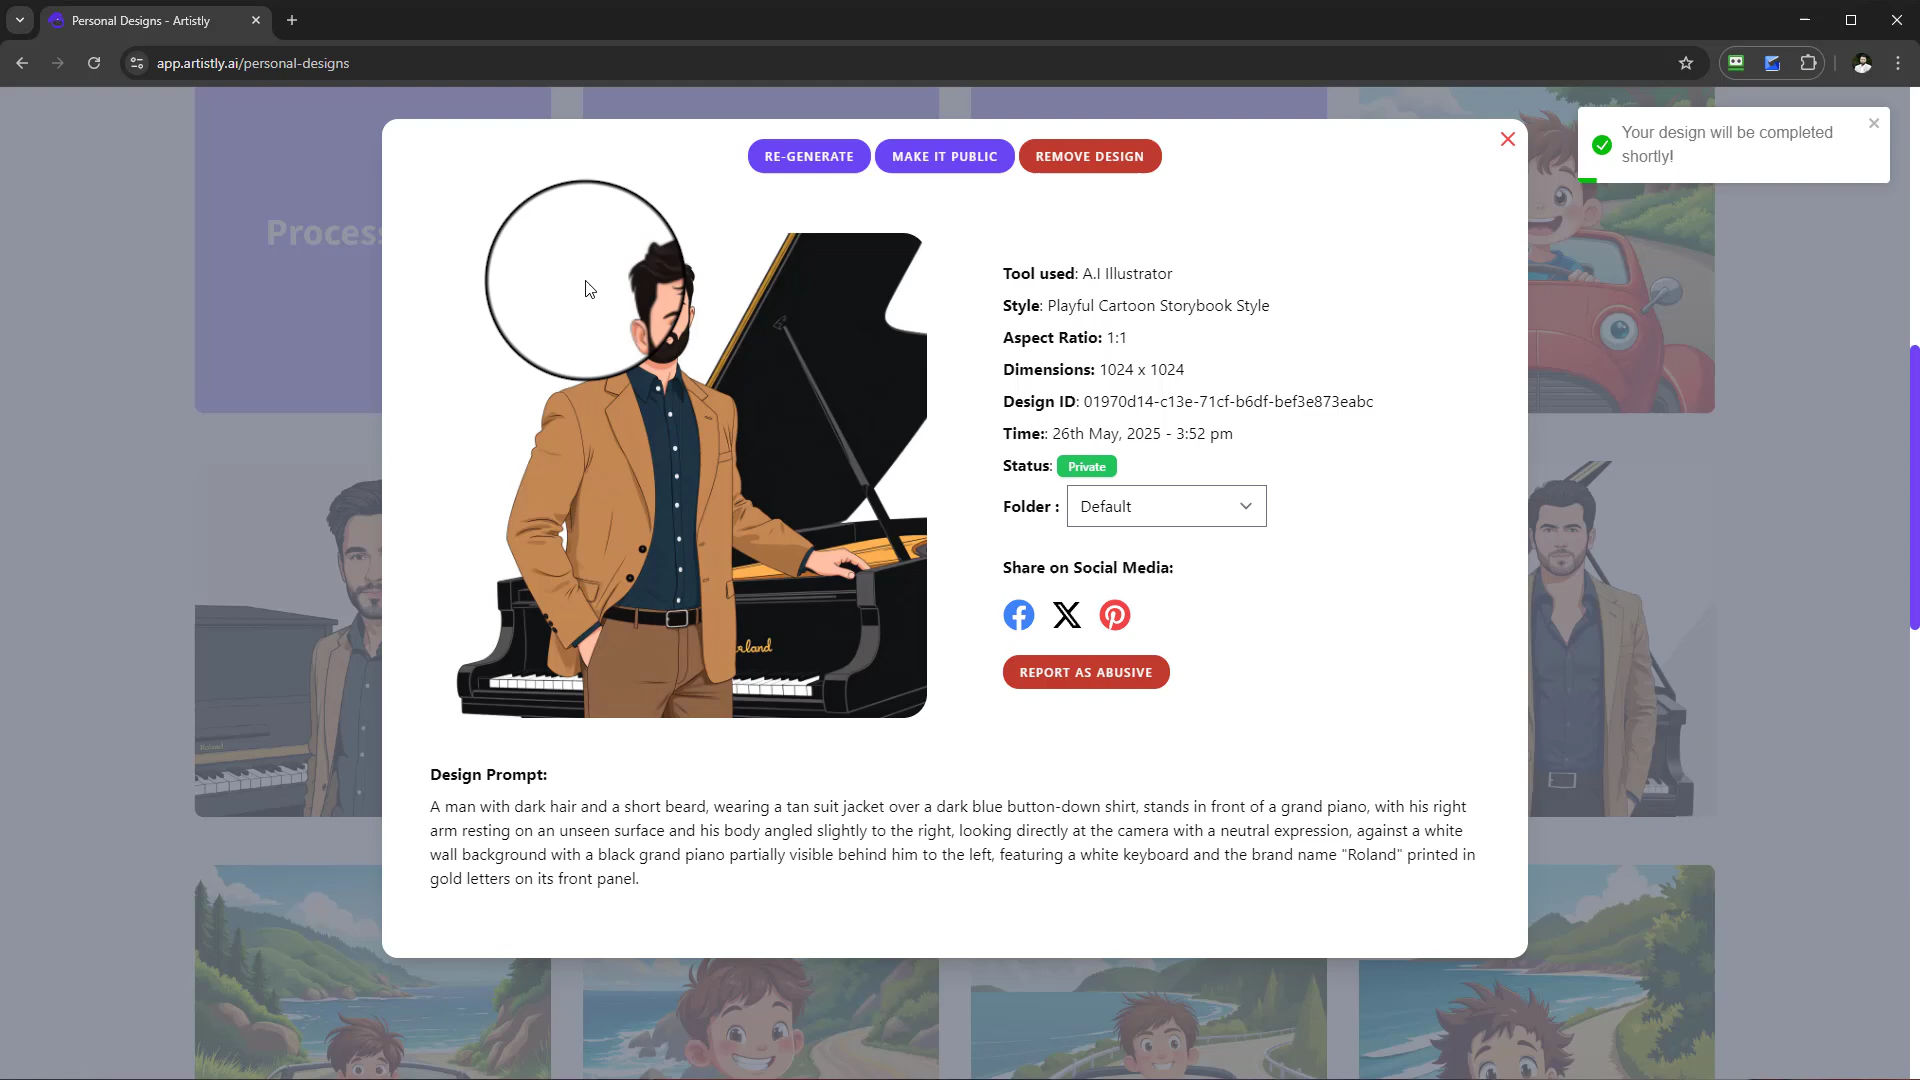 Personal Designs - Artistly
app.artistly.ai/personal-designs
Your design will be completed
shortly!
RE-GENERATE
MAKE IT PUBLIC
REMOVE DESIGN
Tool used: A.I Illustrator
Style: Playful Cartoon Storybook Style
Aspect Ratio: 1:1
Dimensions: 1024 x 1024
Design ID: 01970d14-c13e-71cf-b6df-bef3e873eabc
Time:: 26th May, 2025 - 3:52 pm
Status: Private
Folder : Default
Share on Social Media:
REPORT AS ABUSIVE
Roland
Design Prompt:
A man with dark hair and a short beard, wearing a tan suit jacket over a dark blue button-down shirt, stands in front of a grand piano, with his right
arm resting on an unseen surface and his body angled slightly to the right, looking directly at the camera with a neutral expression, against a white
wall background with a black grand piano partially visible behind him to the left, featuring a white keyboard and the brand name "Roland" printed in
gold letters on its front panel.